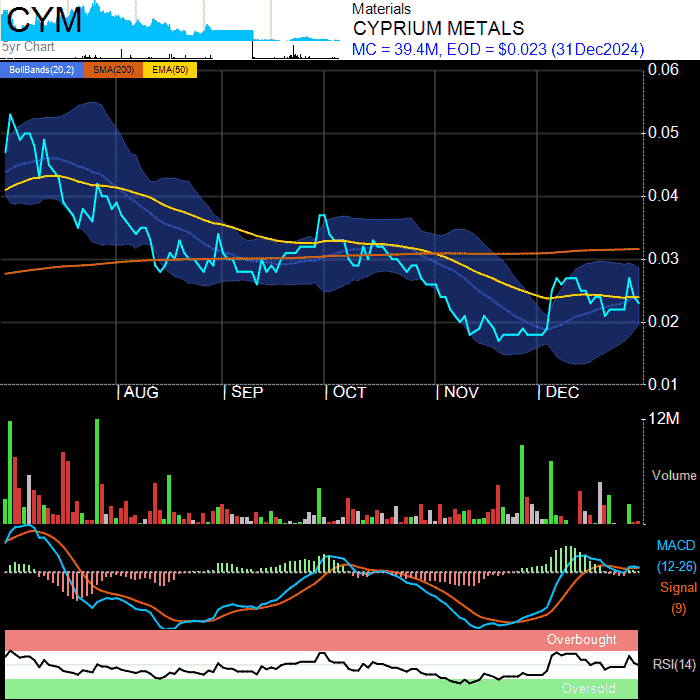 CYM
5yr Chart
Materials
CYPRIUM METALS
MC = 39.4M, EOD = $0.023 (31Dec2024)
BollBands(20,2) SMA(200) EMA(50)
0.06
0.05
0.04
0.03
0.02
0.01
AUG SEP OCT NOV DEC
12M
Volume
MACD
(12-26)
Signal
(9)
Overbought
RSI(14)
Oversold